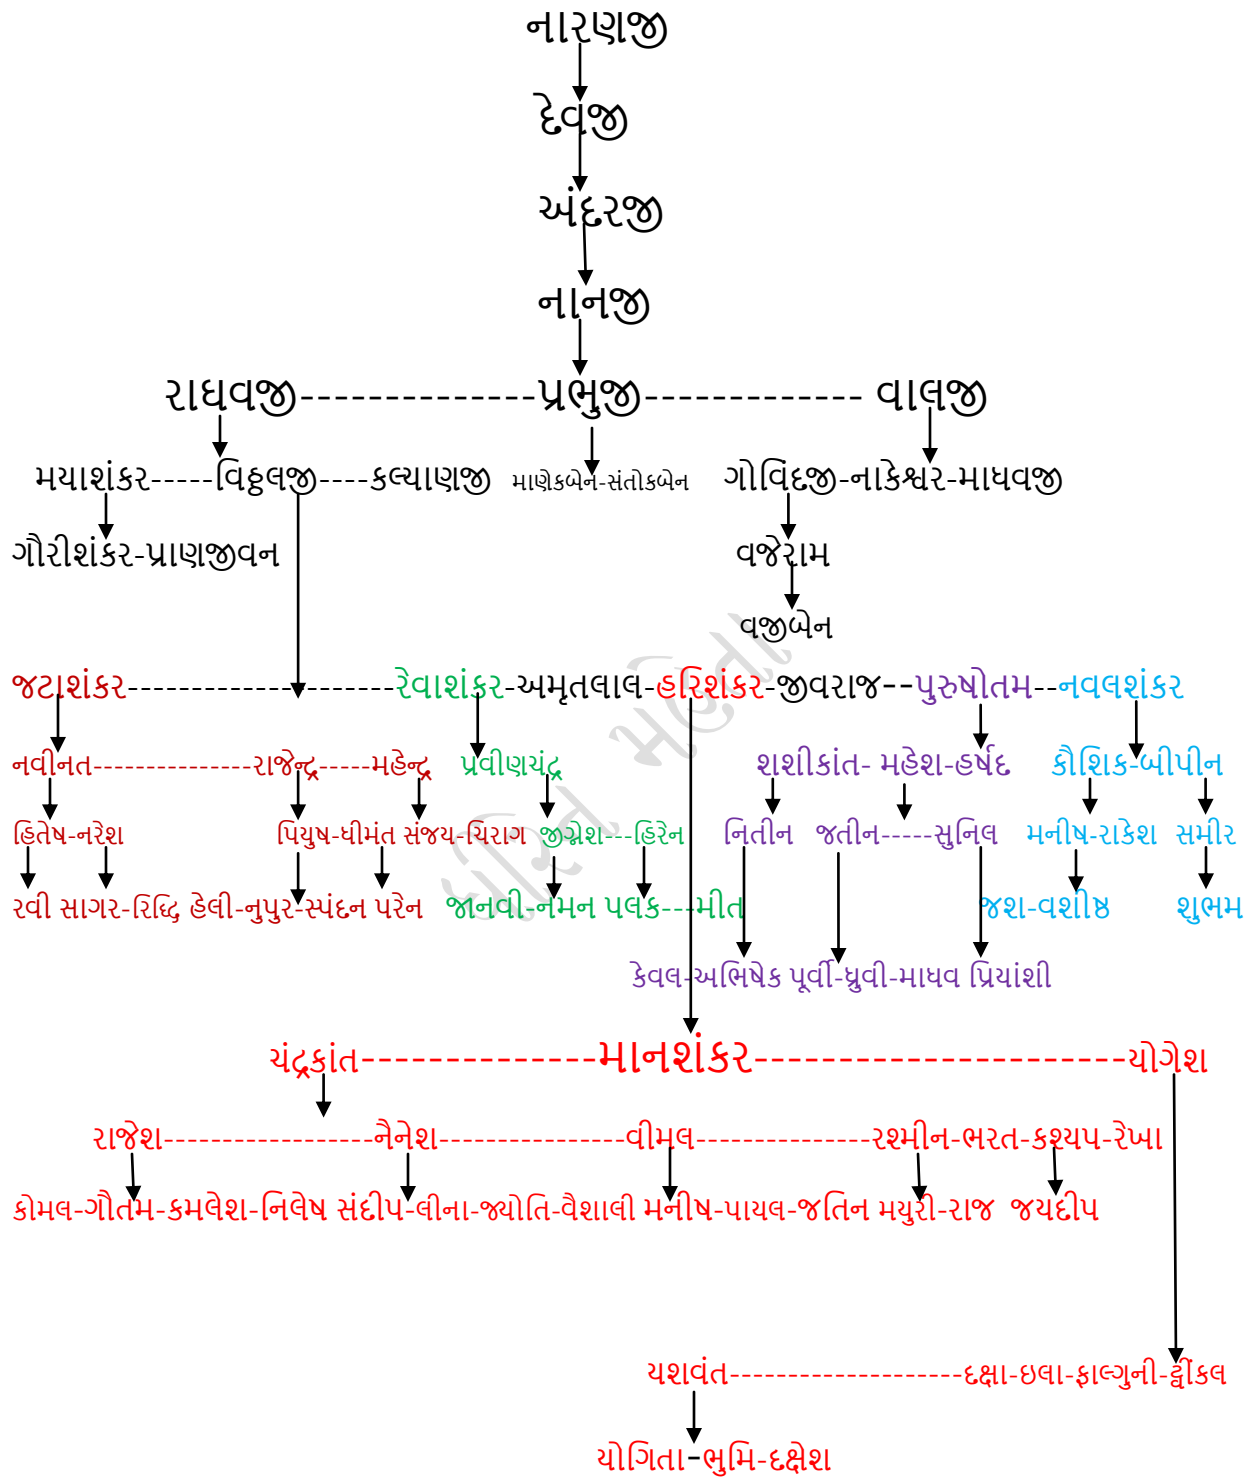 નારણજી
દેવજી
અંદરજી
નાનજી
રાઘવજી-------------પ્રભુજી------------ વાલજી
મયાશંકર-----વિઠ્ઠલજી----કલ્યાણજી માણેકબેન-સંતોકબેન ગોવિંદજી-નાકેશ્વર-માધવજી
ગૌરીશંકર-પ્રાણજીવન વજેરામ
વજીબેન
જટાશંકર----------------------રેવાશંકર-અમૃતલાલ-હરિશંકર-જીવરાજ--પુરુષોતમ--નવલશંકર
નવીનત---------------રાજેન્દ્ર-----મહેન્દ્ર પ્રવીણચંદ્ર શશીકાંત- મહેશ-હર્ષદ કૌશિક-બીપીન
હિતેષ-નરેશ પિયુષ-ધીમંત સંજય-ચિરાગ જીગ્નેશ---હિરેન નિતીન જતીન-----સુનિલ મનીષ-રાકેશ સમીર
રવી સાગર-રિધ્ધિ હેલી-નુપુર-સ્પંદન પરેન જાનવી-નમન પલક---મીત જશ-વશીષ્ઠ શુભમ
કેવલ-અભિષેક પૂર્વી-ધ્રુવી-માધવ પ્રિયાંશી
ચંદ્રકાંત--------------માનશંકર----------------------યોગેશ
રાજેશ------------------નૈનેશ----------------વીમલ---------------રશ્મીન-ભરત-કશ્યપ-રેખા
કોમલ-ગૌતમ-કમલેશ-નિલેષ સંદીપ-લીના-જ્યોતિ-વૈશાલી મનીષ-પાયલ-જતિન મયુરી-રાજ જયદીપ
યશવંત--------------------દક્ષા-ઇલા-ફાલ્ગુની-ટ્વીંકલ
યોગિતા-ભુમિ-દક્ષેશ